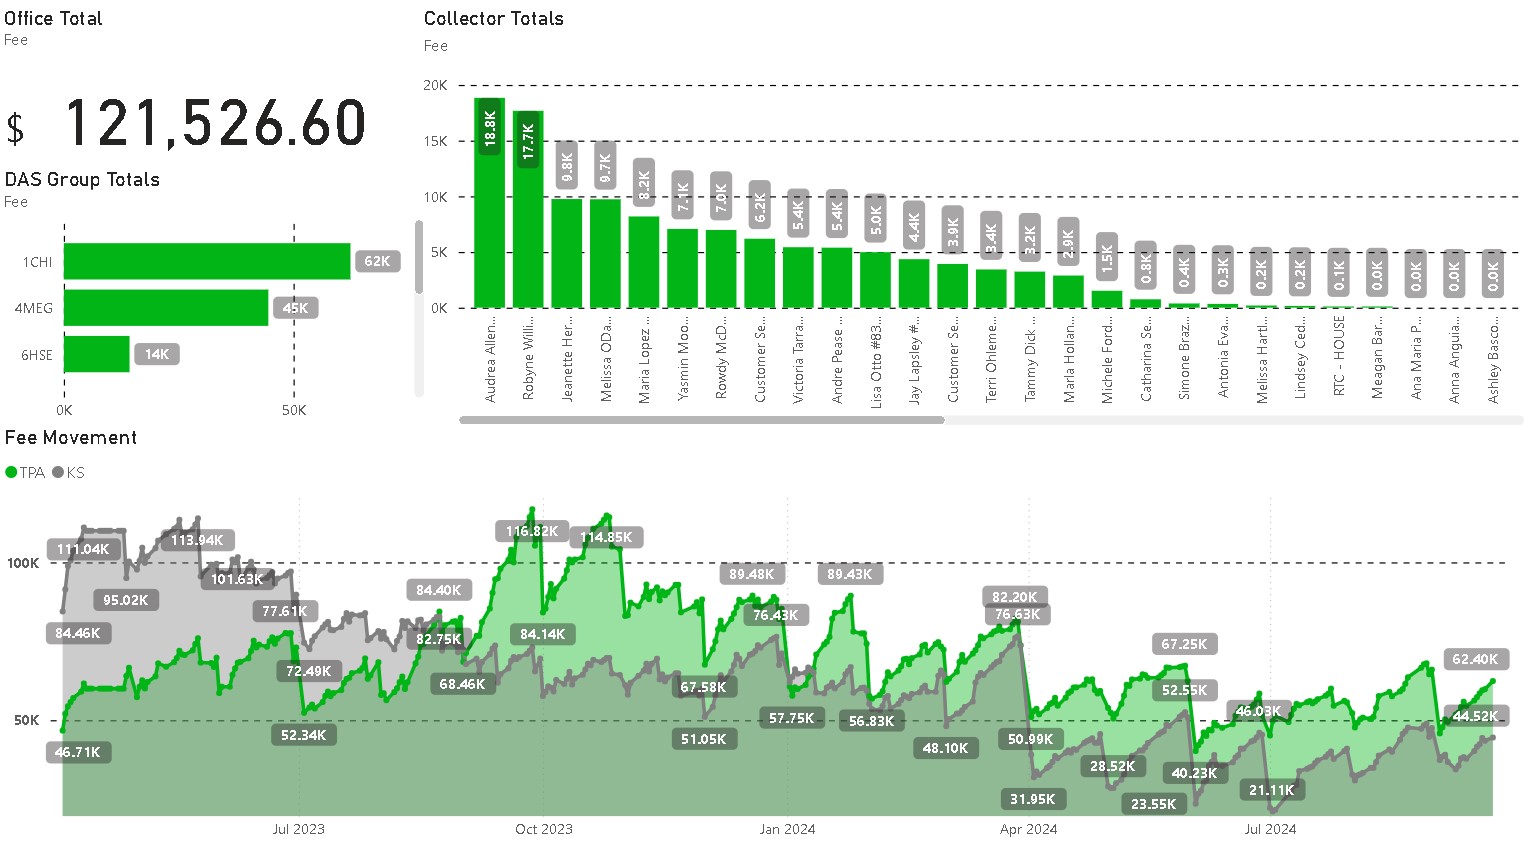 Office Total
Fee
$ 121,526.60
DAS Group Totals
Fee
1CHI 62K
4MEG 45K
6HSE 14K
0K 50K
Collector Totals
Fee
20K
15K
10K
5K
0K
18.8K
17.7K
9.8K
9.7K
8.2K
7.1K
7.0K
6.2K
5.4K
5.4K
5.0K
4.4K
3.9K
3.4K
3.2K
2.9K
1.5K
0.8K
0.4K
0.3K
0.2K
0.2K
0.1K
0.0K
0.0K
0.0K
0.0K
Audrea Allen...
Robyne Willi...
Jeanette Her...
Melissa ODa...
Maria Lopez ...
Yasmin Moo...
Rowdy McD...
Customer Se...
Victoria Tarra...
Andre Pease ...
Lisa Otto #83...
Jay Lapsley #...
Customer Se...
Terri Ohleme...
Tammy Dick ...
Marla Hollan...
Michele Ford...
Catharina Se...
Simone Braz...
Antonia Eva...
Melissa Hartl...
Lindsey Ced...
RTC - HOUSE
Meagan Bar...
Ana Maria P...
Anna Anguia...
Ashley Basco...
Fee Movement
TPA KS
100K
50K
111.04K
95.02K
84.46K
46.71K
113.94K
101.63K
77.61K
72.49K
52.34K
84.40K
82.75K
68.46K
116.82K
84.14K
114.85K
67.58K
51.05K
89.48K
76.43K
57.75K
89.43K
56.83K
48.10K
82.20K
76.63K
50.99K
31.95K
28.52K
23.55K
67.25K
52.55K
40.23K
46.03K
21.11K
62.40K
44.52K
Jul 2023
Oct 2023
Jan 2024
Apr 2024
Jul 2024